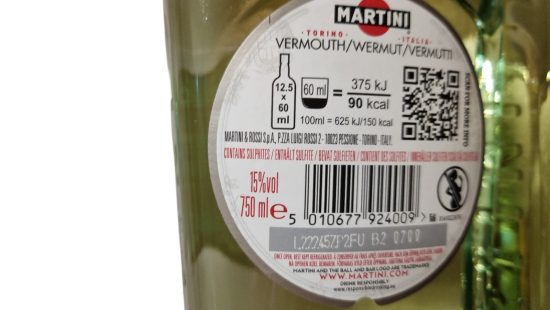 MARTINI
TORINO ITALIA
VERMOUTH/WERMUT/VERMUTTI
12.5 x 60 ml
60 ml
= 375 kJ
90 kcal
100ml = 625 kJ/150 kcal
SCAN FOR MORE INFO
MARTINI & ROSSI S.p.A., P.ZZA LUIGI ROSSI 2 - 10023 PESSIONE - TORINO - ITALY.
CONTAINS SULPHITES / ENTHÄLT SULFITE / BEVAT SULFIETEN / CONTIENT DES SULFITES /
15%vol
750 ml e
5 010677 924009 >
MARTINI AND THE BALL AND BAR LOGO ARE TRADEMARKS
WWW.MARTINI.COM
DRINK RESPONSIBLY
www.responsibledrinking.eu